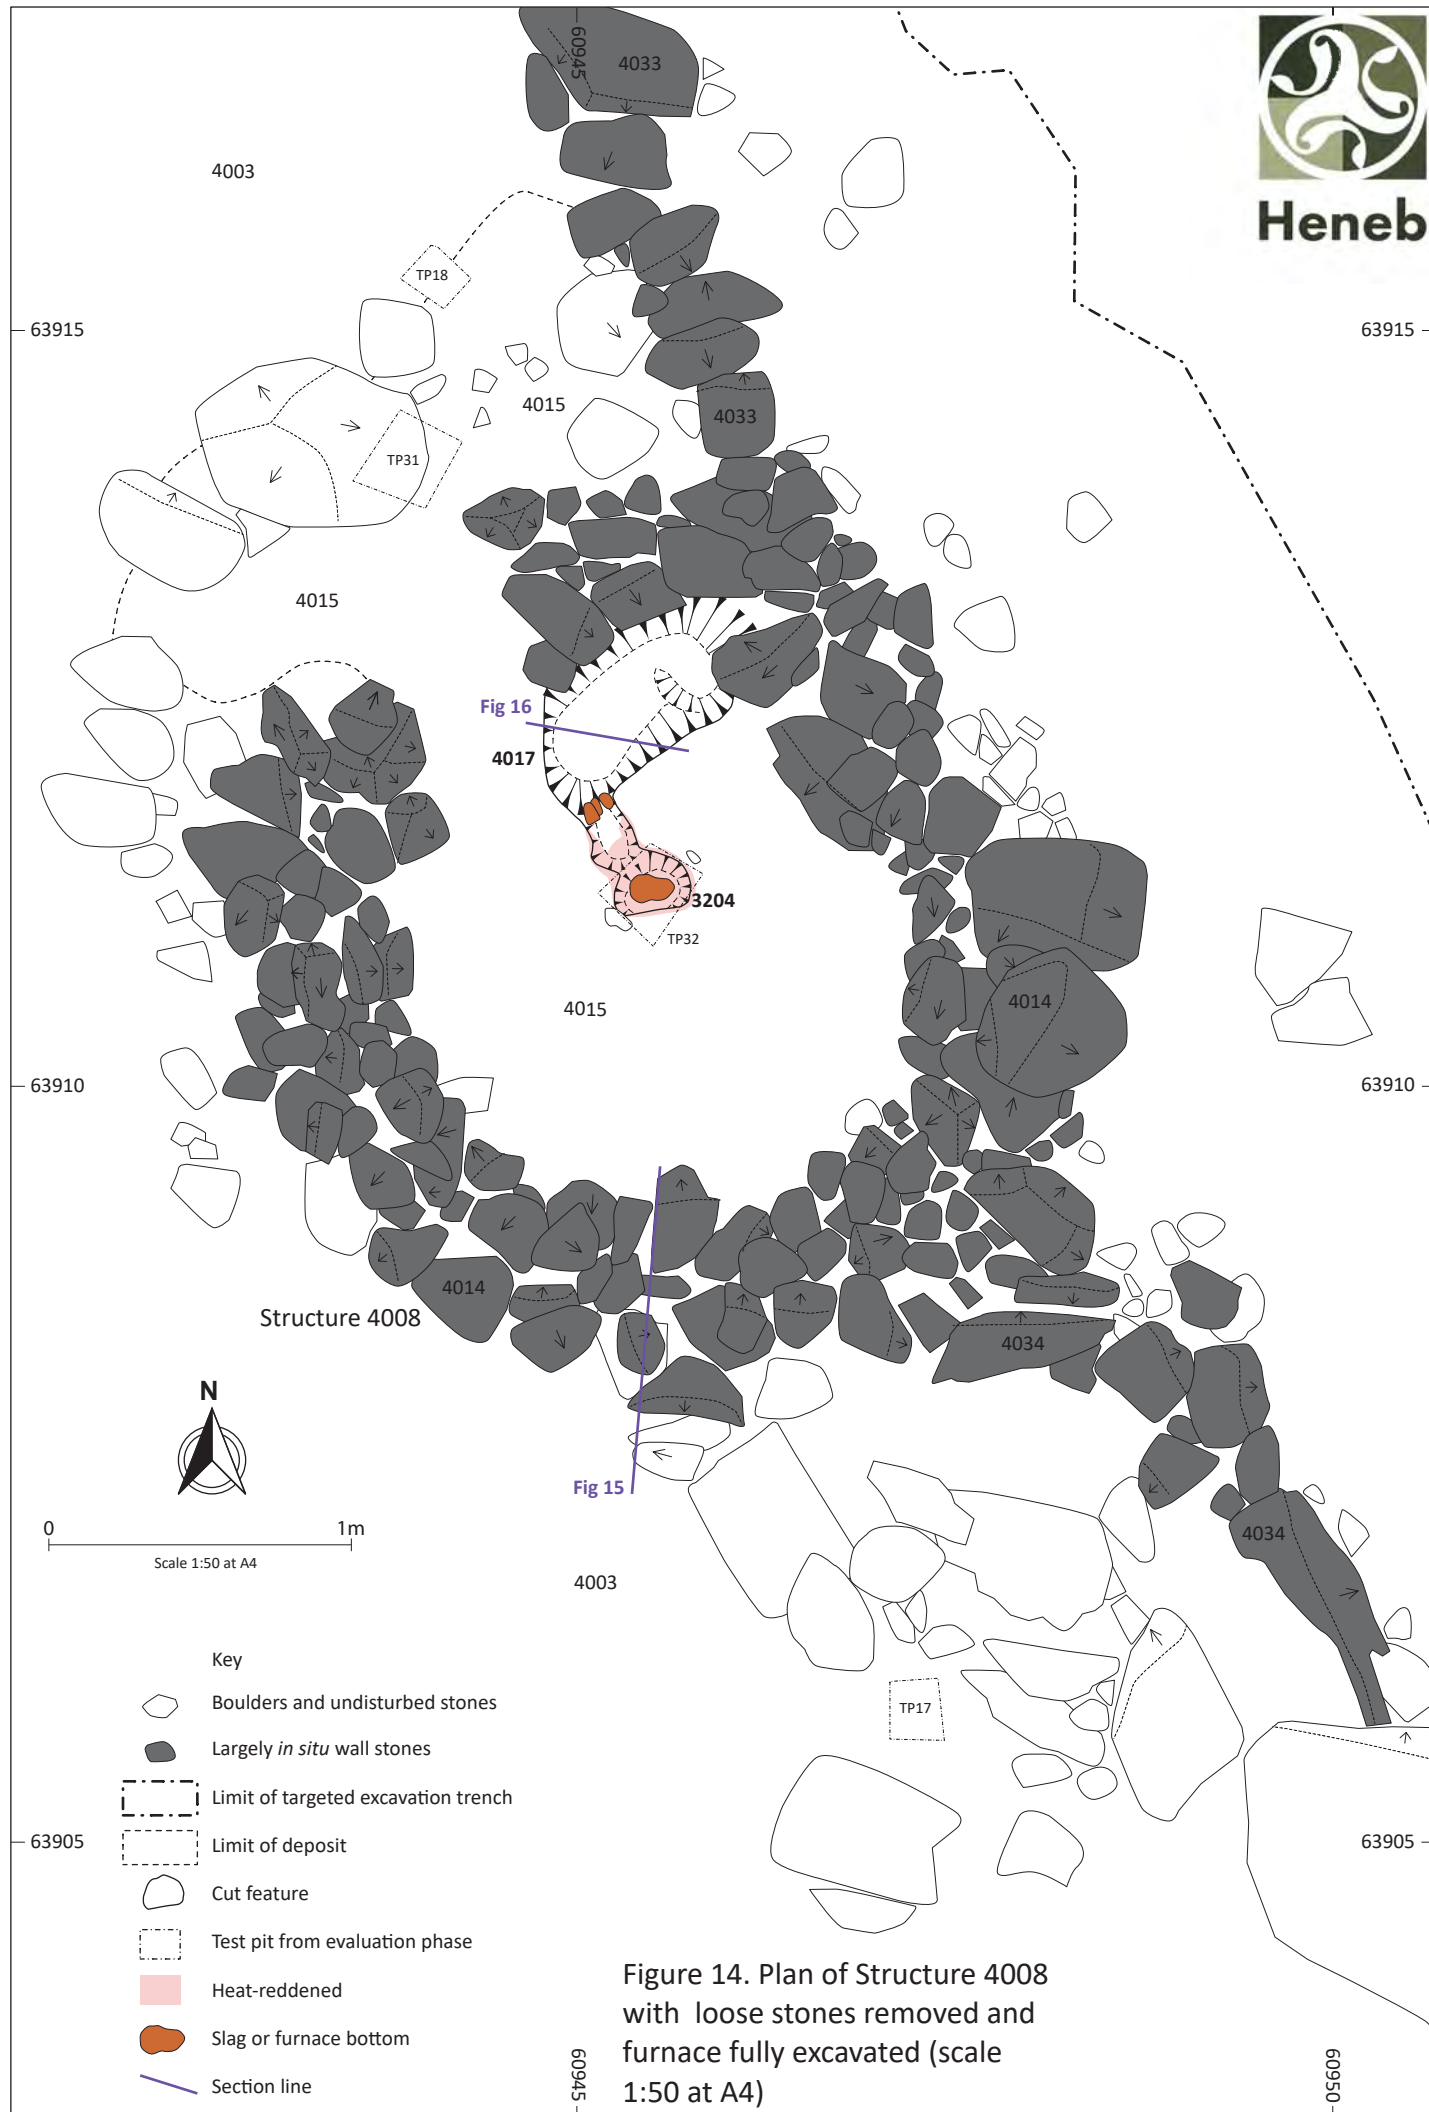 60945
4033
4003
Heneb
TP18
63915
63915
4015
4033
TP31
4015
Fig 16
4017
3204
TP32
4015
4014
63910
63910
4014
Structure 4008
4034
N
Fig 15
0 1m
Scale 1:50 at A4
4034
4003
Key
Boulders and undisturbed stones
TP17
Largely in situ wall stones
Limit of targeted excavation trench
63905
Limit of deposit
63905
Cut feature
Test pit from evaluation phase
Heat-reddened
Slag or furnace bottom
Section line
Figure 14. Plan of Structure 4008
with loose stones removed and
furnace fully excavated (scale
1:50 at A4)
60945
60950